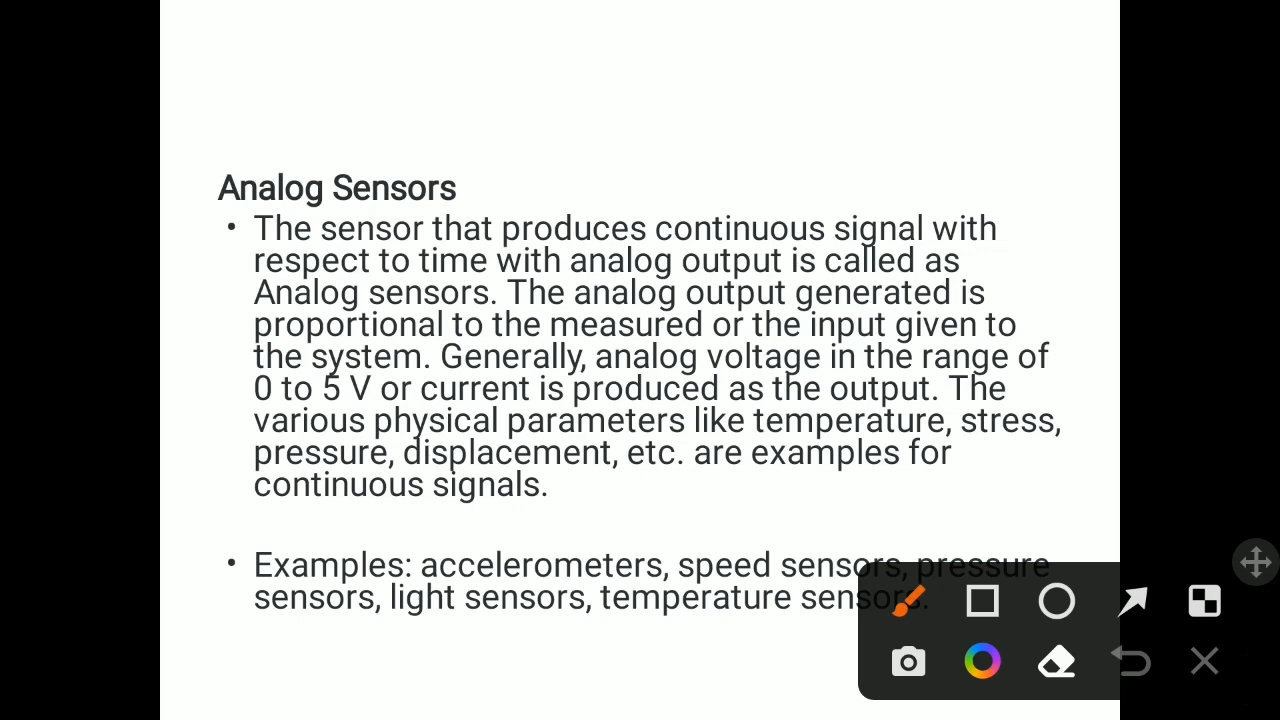 Analog Sensors
• The sensor that produces continuous signal with
respect to time with analog output is called as
Analog sensors. The analog output generated is
proportional to the measured or the input given to
the system. Generally, analog voltage in the range of
0 to 5 V or current is produced as the output. The
various physical parameters like temperature, stress,
pressure, displacement, etc. are examples for
continuous signals.
• Examples: accelerometers, speed sensors, pressure
sensors, light sensors, temperature sensors.